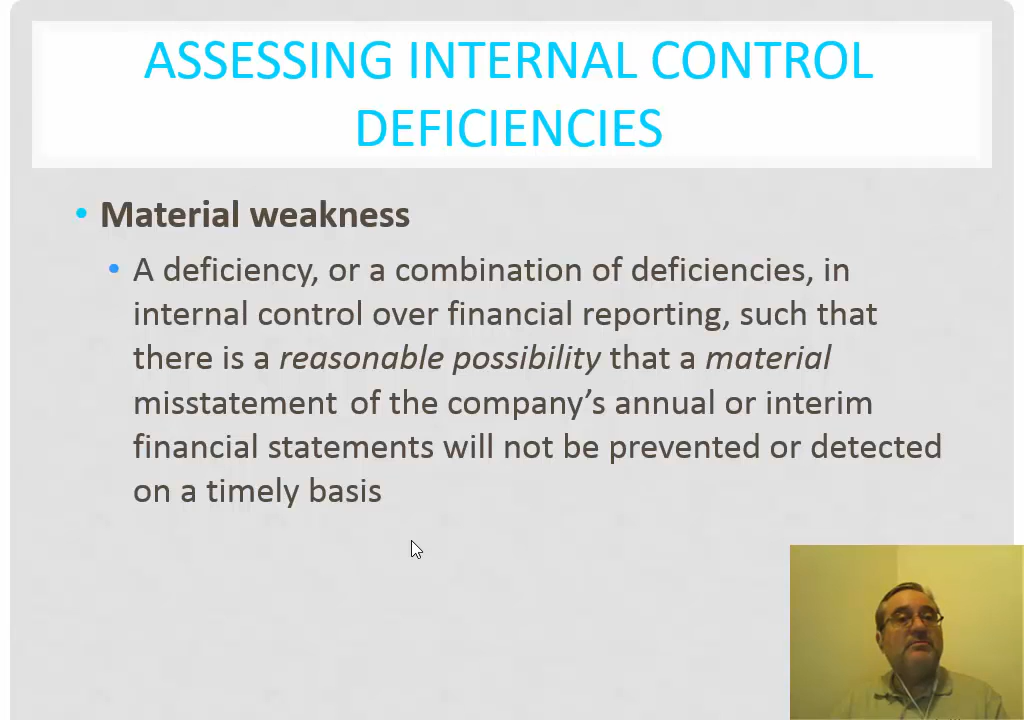 ASSESSING INTERNAL CONTROL
DEFICIENCIES
• Material weakness
• A deficiency, or a combination of deficiencies, in
internal control over financial reporting, such that
there is a reasonable possibility that a material
misstatement of the company’s annual or interim
financial statements will not be prevented or detected
on a timely basis